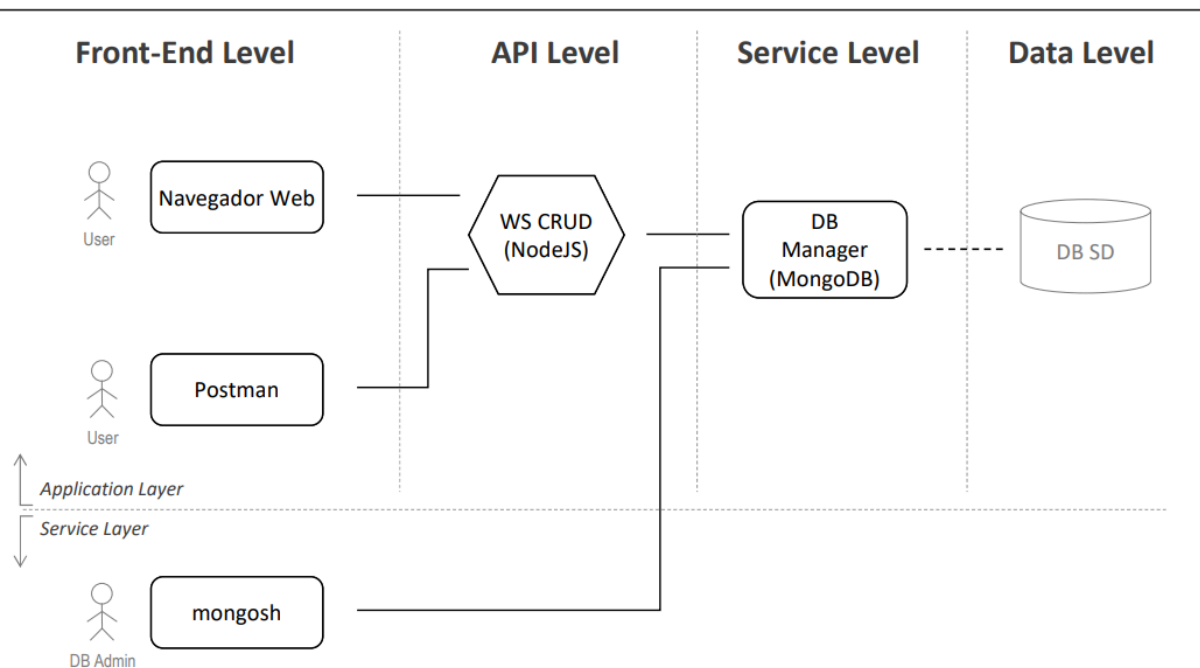 Front-End Level
API Level
Service Level
Data Level
Navegador Web
User
WS CRUD
(NodeJS)
DB
Manager
(MongoDB)
DB SD
Postman
User
Application Layer
Service Layer
mongosh
DB Admin